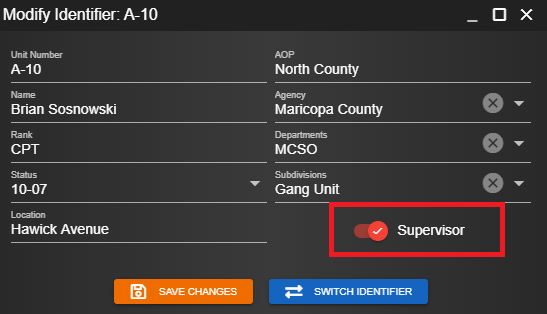 Modify Identifier: A-10
Unit Number
A-10
AOP
North County
Name
Brian Sosnowski
Agency
Maricopa County
Rank
CPT
Departments
MCSO
Status
10-07
Subdivisions
Gang Unit
Location
Hawick Avenue
Supervisor
SAVE CHANGES
SWITCH IDENTIFIER